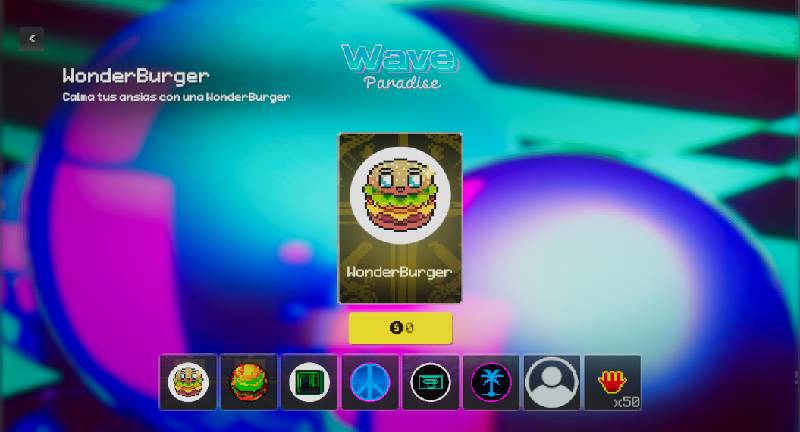 Wave
Paradise
WonderBurger
Calma tus ansias con una WonderBurger
WonderBurger
0
x50